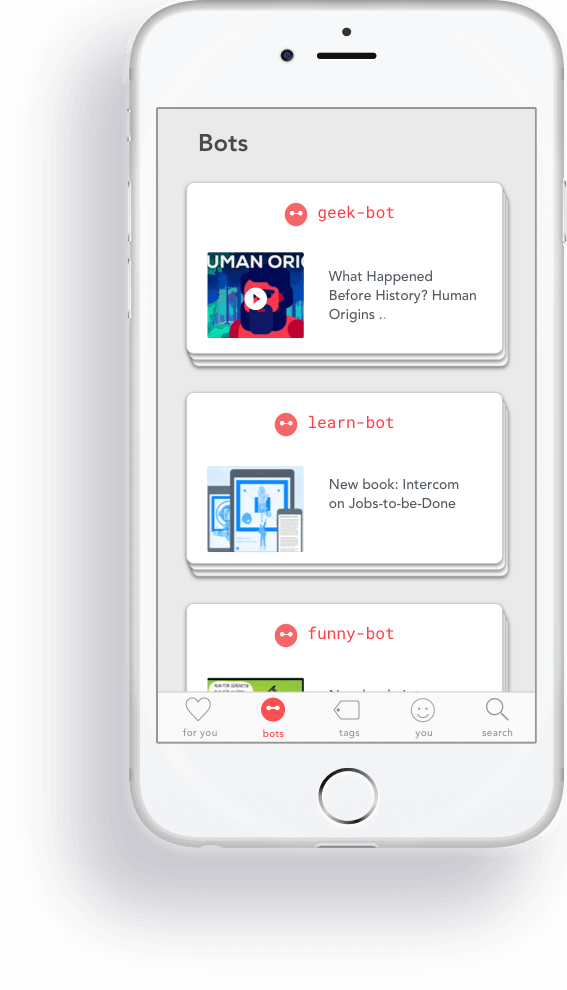 Bots
geek-bot
UMAN ORIG
What Happened
Before History? Human
Origins ..
learn-bot
New book: Intercom
on Jobs-to-be-Done
funny-bot
for you
bots
tags
you
search